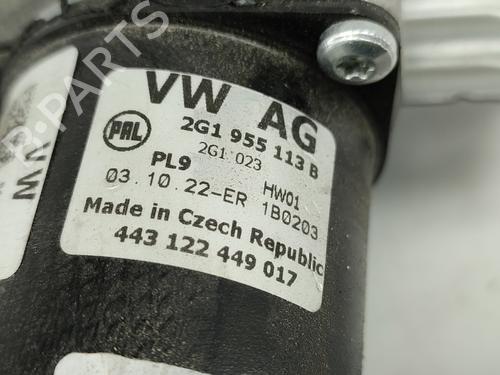 VW AG
PAL
2G1 955 113 B
2G1 023
PL9
HW01
03.10.22-ER 1B0203
Made in Czech Republic
443 122 449 017
B-PARTS